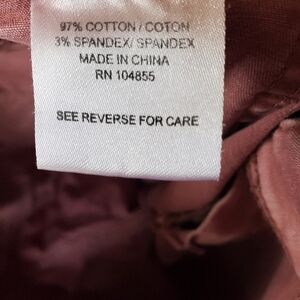 97% COTTON / COTON
3% SPANDEX/ SPANDEX
MADE IN CHINA
RN 104855
SEE REVERSE FOR CARE